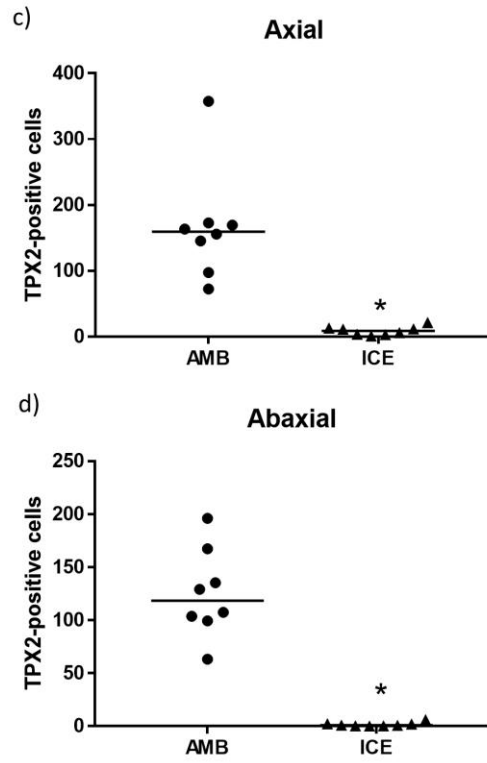 c)
Axial
TPX2-positive cells
400
300
200
100
0
*
AMB
ICE
d)
Abaxial
TPX2-positive cells
250
200
150
100
50
0
*
AMB
ICE